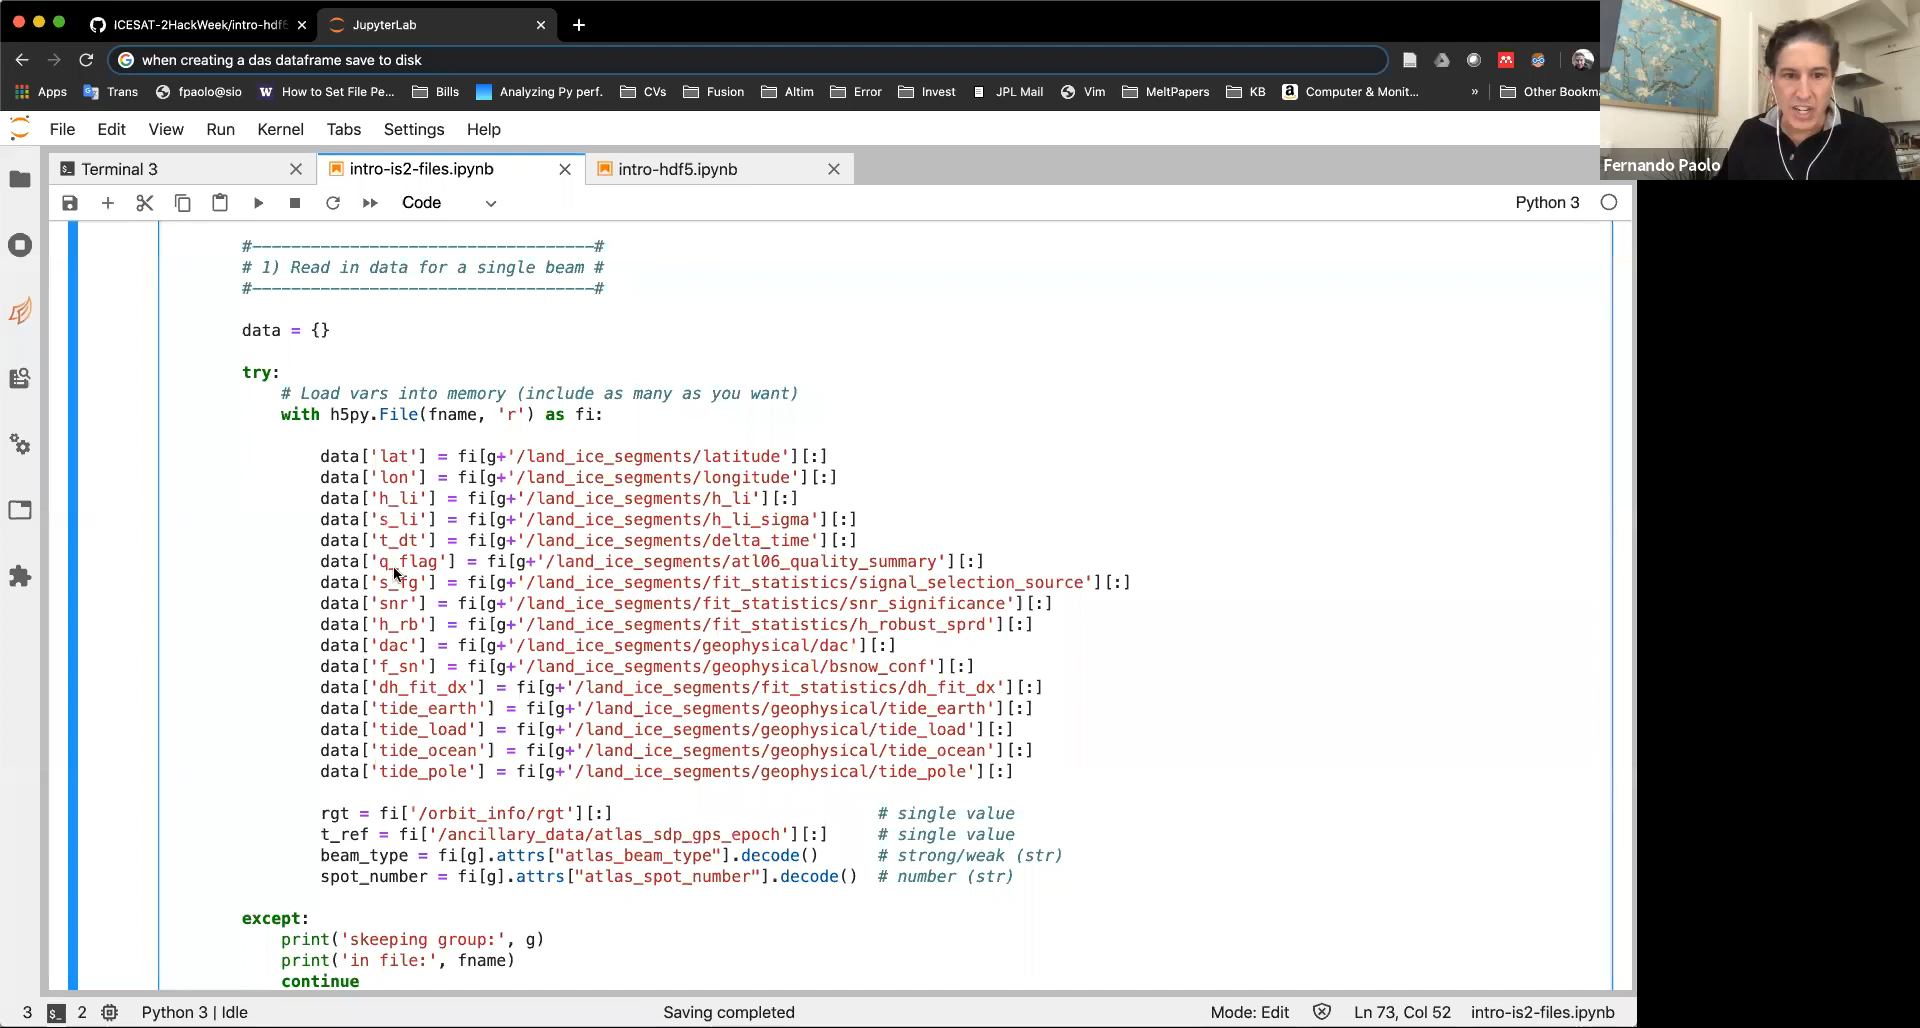 ICESAT-2HackWeek/intro-hdf5
JupyterLab
when creating a das dataframe save to disk
Apps
Trans
fpaolo@sio
How to Set File Pe...
Bills
Analyzing Py perf.
CVs
Fusion
Altim
Error
Invest
JPL Mail
Vim
MeltPapers
KB
Computer & Monit...
»
Other Bookma
Fernando Paolo
File Edit View Run Kernel Tabs Settings Help
Terminal 3
intro-is2-files.ipynb
intro-hdf5.ipynb
Code
Python 3
#-----------------------------------#
# 1) Read in data for a single beam #
#-----------------------------------#
data = {}
try:
# Load vars into memory (include as many as you want)
with h5py.File(fname, 'r') as fi:
data['lat'] = fi[g+'/land_ice_segments/latitude'][:]
data['lon'] = fi[g+'/land_ice_segments/longitude'][:]
data['h_li'] = fi[g+'/land_ice_segments/h_li'][:]
data['s_li'] = fi[g+'/land_ice_segments/h_li_sigma'][:]
data['t_dt'] = fi[g+'/land_ice_segments/delta_time'][:]
data['q_flag'] = fi[g+'/land_ice_segments/atl06_quality_summary'][:]
data['s_fg'] = fi[g+'/land_ice_segments/fit_statistics/signal_selection_source'][:]
data['snr'] = fi[g+'/land_ice_segments/fit_statistics/snr_significance'][:]
data['h_rb'] = fi[g+'/land_ice_segments/fit_statistics/h_robust_sprd'][:]
data['dac'] = fi[g+'/land_ice_segments/geophysical/dac'][:]
data['f_sn'] = fi[g+'/land_ice_segments/geophysical/bsnow_conf'][:]
data['dh_fit_dx'] = fi[g+'/land_ice_segments/fit_statistics/dh_fit_dx'][:]
data['tide_earth'] = fi[g+'/land_ice_segments/geophysical/tide_earth'][:]
data['tide_load'] = fi[g+'/land_ice_segments/geophysical/tide_load'][:]
data['tide_ocean'] = fi[g+'/land_ice_segments/geophysical/tide_ocean'][:]
data['tide_pole'] = fi[g+'/land_ice_segments/geophysical/tide_pole'][:]
rgt = fi['/orbit_info/rgt'][:] # single value
t_ref = fi['/ancillary_data/atlas_sdp_gps_epoch'][:] # single value
beam_type = fi[g].attrs["atlas_beam_type"].decode() # strong/weak (str)
spot_number = fi[g].attrs["atlas_spot_number"].decode() # number (str)
except:
print('skeeping group:', g)
print('in file:', fname)
continue
3 2 Python 3 | Idle
Saving completed
Mode: Edit
Ln 73, Col 52
intro-is2-files.ipynb